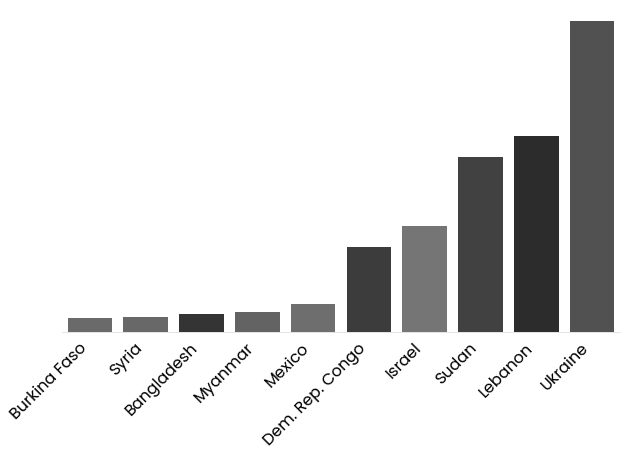 Burkina Faso
Syria
Bangladesh
Myanmar
Mexico
Dem. Rep. Congo
Israel
Sudan
Lebanon
Ukraine